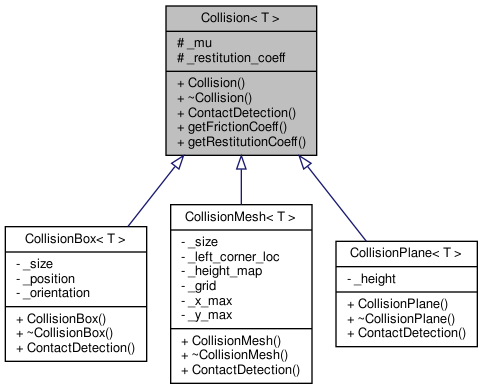 Collision< T >
# _mu
# _restitution_coeff
+ Collision()
+ ~Collision()
+ ContactDetection()
+ getFrictionCoeff()
+ getRestitutionCoeff()
CollisionBox< T >
- _size
- _position
- _orientation
+ CollisionBox()
+ ~CollisionBox()
+ ContactDetection()
CollisionMesh< T >
- _size
- _left_corner_loc
- _height_map
- _grid
- _x_max
- _y_max
+ CollisionMesh()
+ ~CollisionMesh()
+ ContactDetection()
CollisionPlane< T >
- _height
+ CollisionPlane()
+ ~CollisionPlane()
+ ContactDetection()